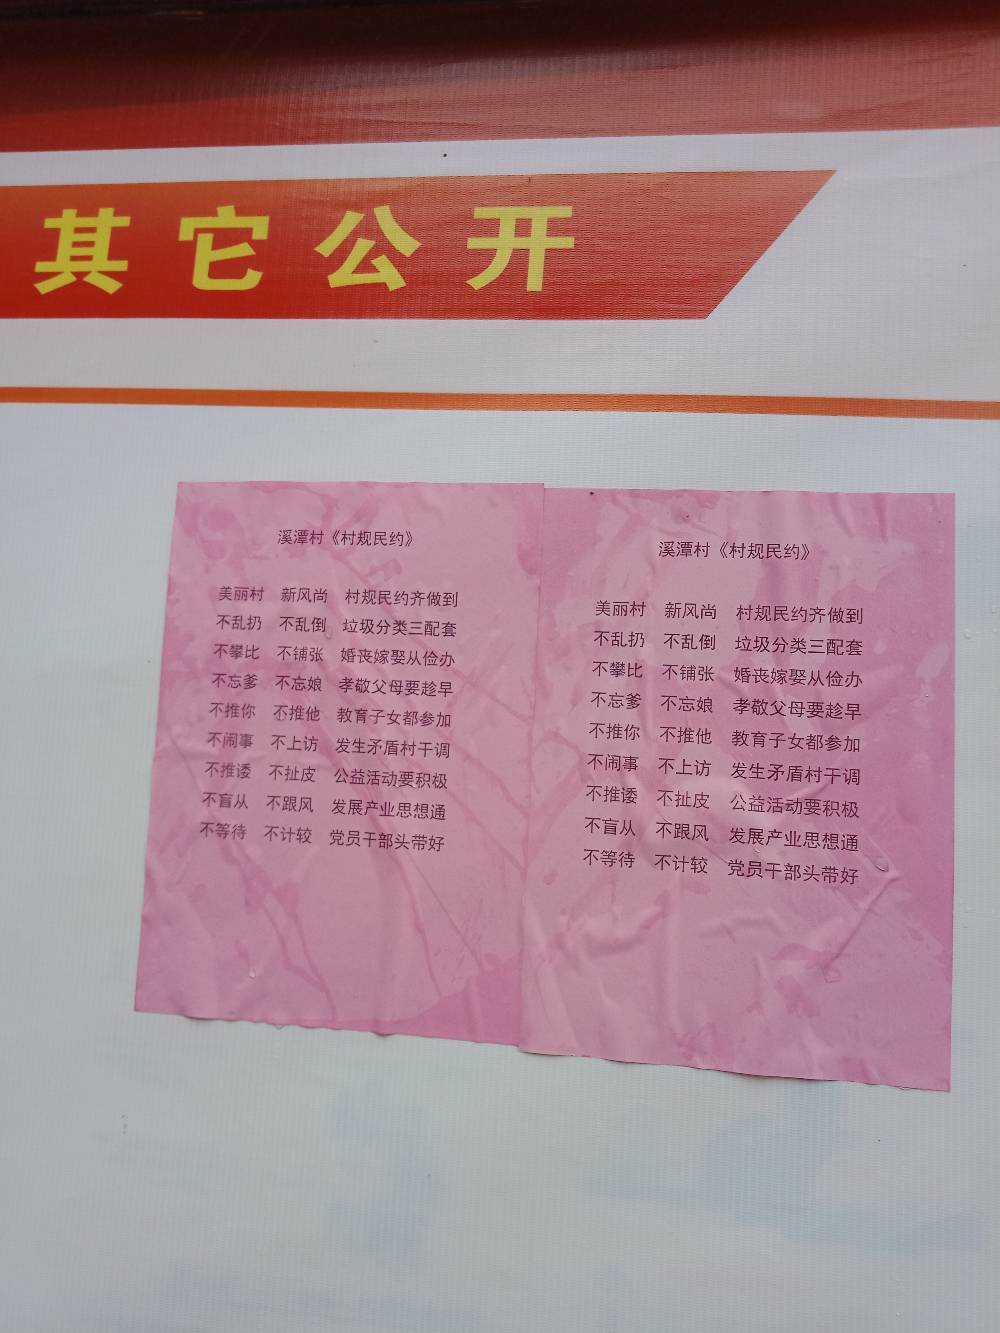 其它公开
溪潭村《村规民约》
美丽村 新风尚 村规民约齐做到
不乱扔 不乱倒 垃圾分类三配套
不攀比 不铺张 婚丧嫁娶从俭办
不忘爹 不忘娘 孝敬父母要趁早
不推你 不推他 教育子女都参加
不闹事 不上访 发生矛盾村干调
不推诿 不扯皮 公益活动要积极
不盲从 不跟风 发展产业思想通
不等待 不计较 党员干部头带好
溪潭村《村规民约》
美丽村 新风尚 村规民约齐做到
不乱扔 不乱倒 垃圾分类三配套
不攀比 不铺张 婚丧嫁娶从俭办
不忘爹 不忘娘 孝敬父母要趁早
不推你 不推他 教育子女都参加
不闹事 不上访 发生矛盾村干调
不推诿 不扯皮 公益活动要积极
不盲从 不跟风 发展产业思想通
不等待 不计较 党员干部头带好